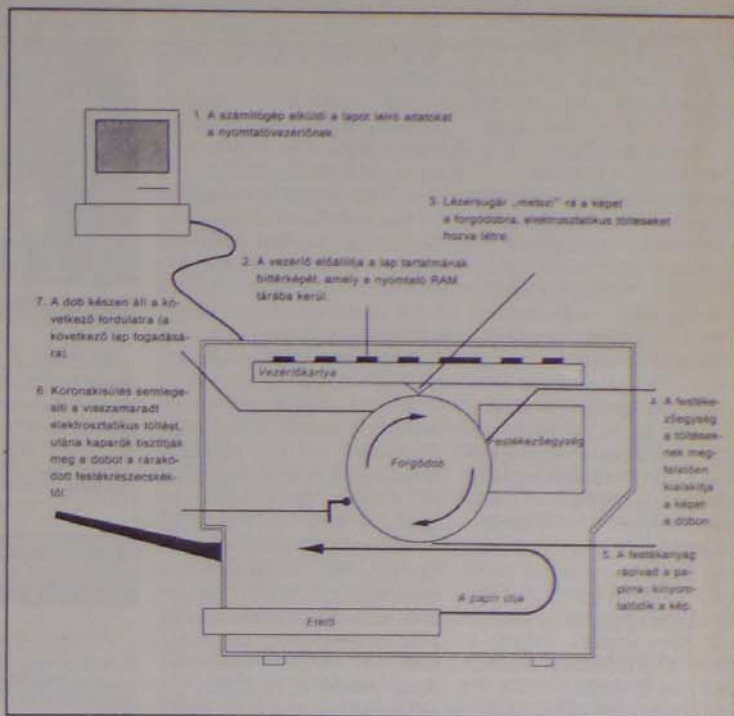 1. A számítógép elküldi a lapot leíró adatokat
a nyomtatóvezérlőnek.
3. Lézersugár „metszi”-rá a képet
a forgódobra, elektrosztatikus töltéseket
hozva létre.
2. A vezérlő előállítja a lap tartalmának
bittérképét, amely a nyomtató RAM
tárába kerül.
7. A dob készen áll a kö-
vetkező fordulatra (a
következő lap fogadásá-
ra).
Vezérlőkártya
6. Koronakisülés semlege-
síti a visszamaradt
elektrosztatikus töltést,
utána kaparók tisztítják
meg a dobot a rárakó-
dott festékrészecskék-
től.
Forgódob
Festékezőegység
4. A festéke-
zőegység
a töltések-
nek meg-
felelően
kialakítja
a képet
a dobon
5. A festékanyag
ráolvad a pa-
pírra: kinyom-
tatódik a kép.
A papír útja
Etető